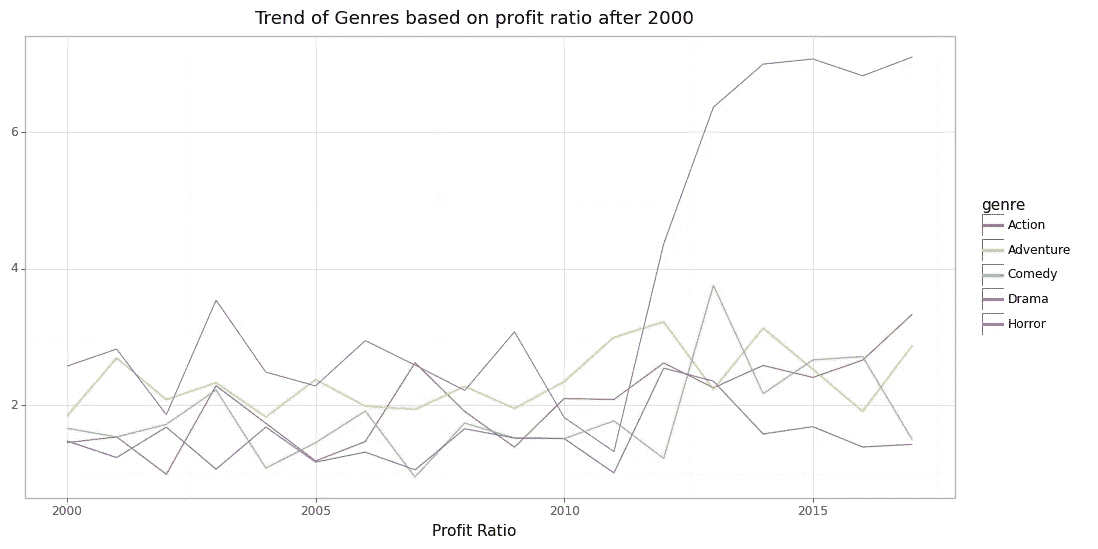 Trend of Genres based on profit ratio after 2000
6
4
2
2000 2005 2010 2015
Profit Ratio
genre
Action
Adventure
Comedy
Drama
Horror